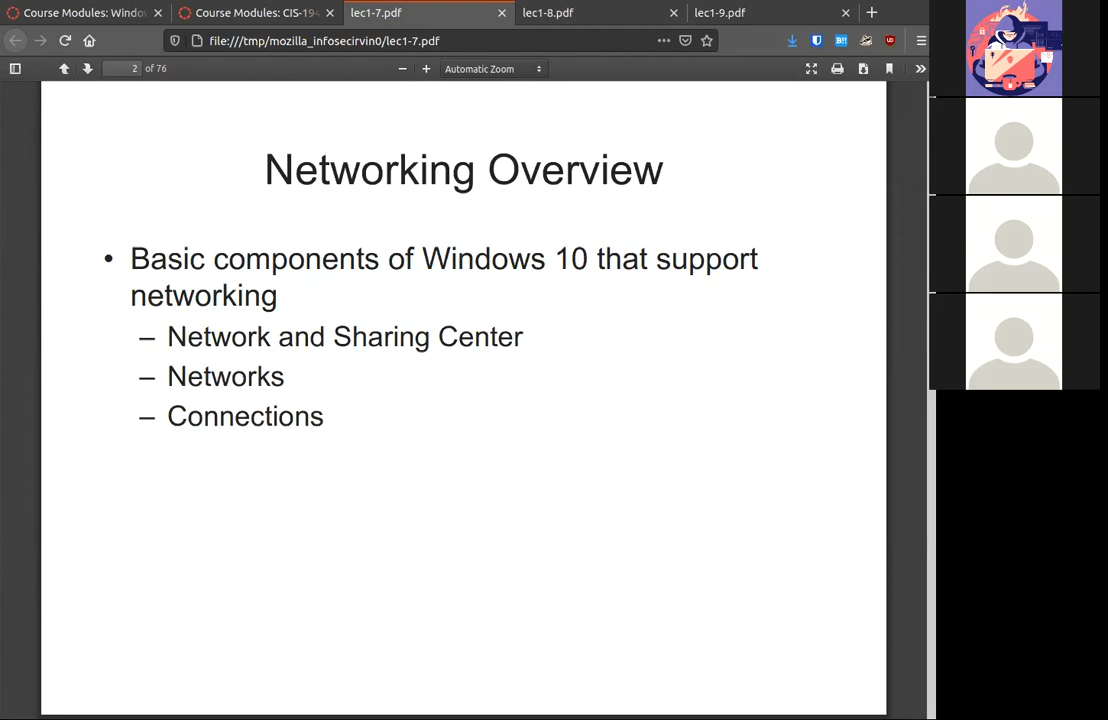 Course Modules: Windov
Course Modules: CIS-194
lec1-7.pdf
lec1-8.pdf
lec1-9.pdf
file:///tmp/mozilla_infosecirvin0/lec1-7.pdf
2 of 76
Automatic Zoom
Networking Overview
• Basic components of Windows 10 that support
networking
– Network and Sharing Center
– Networks
– Connections